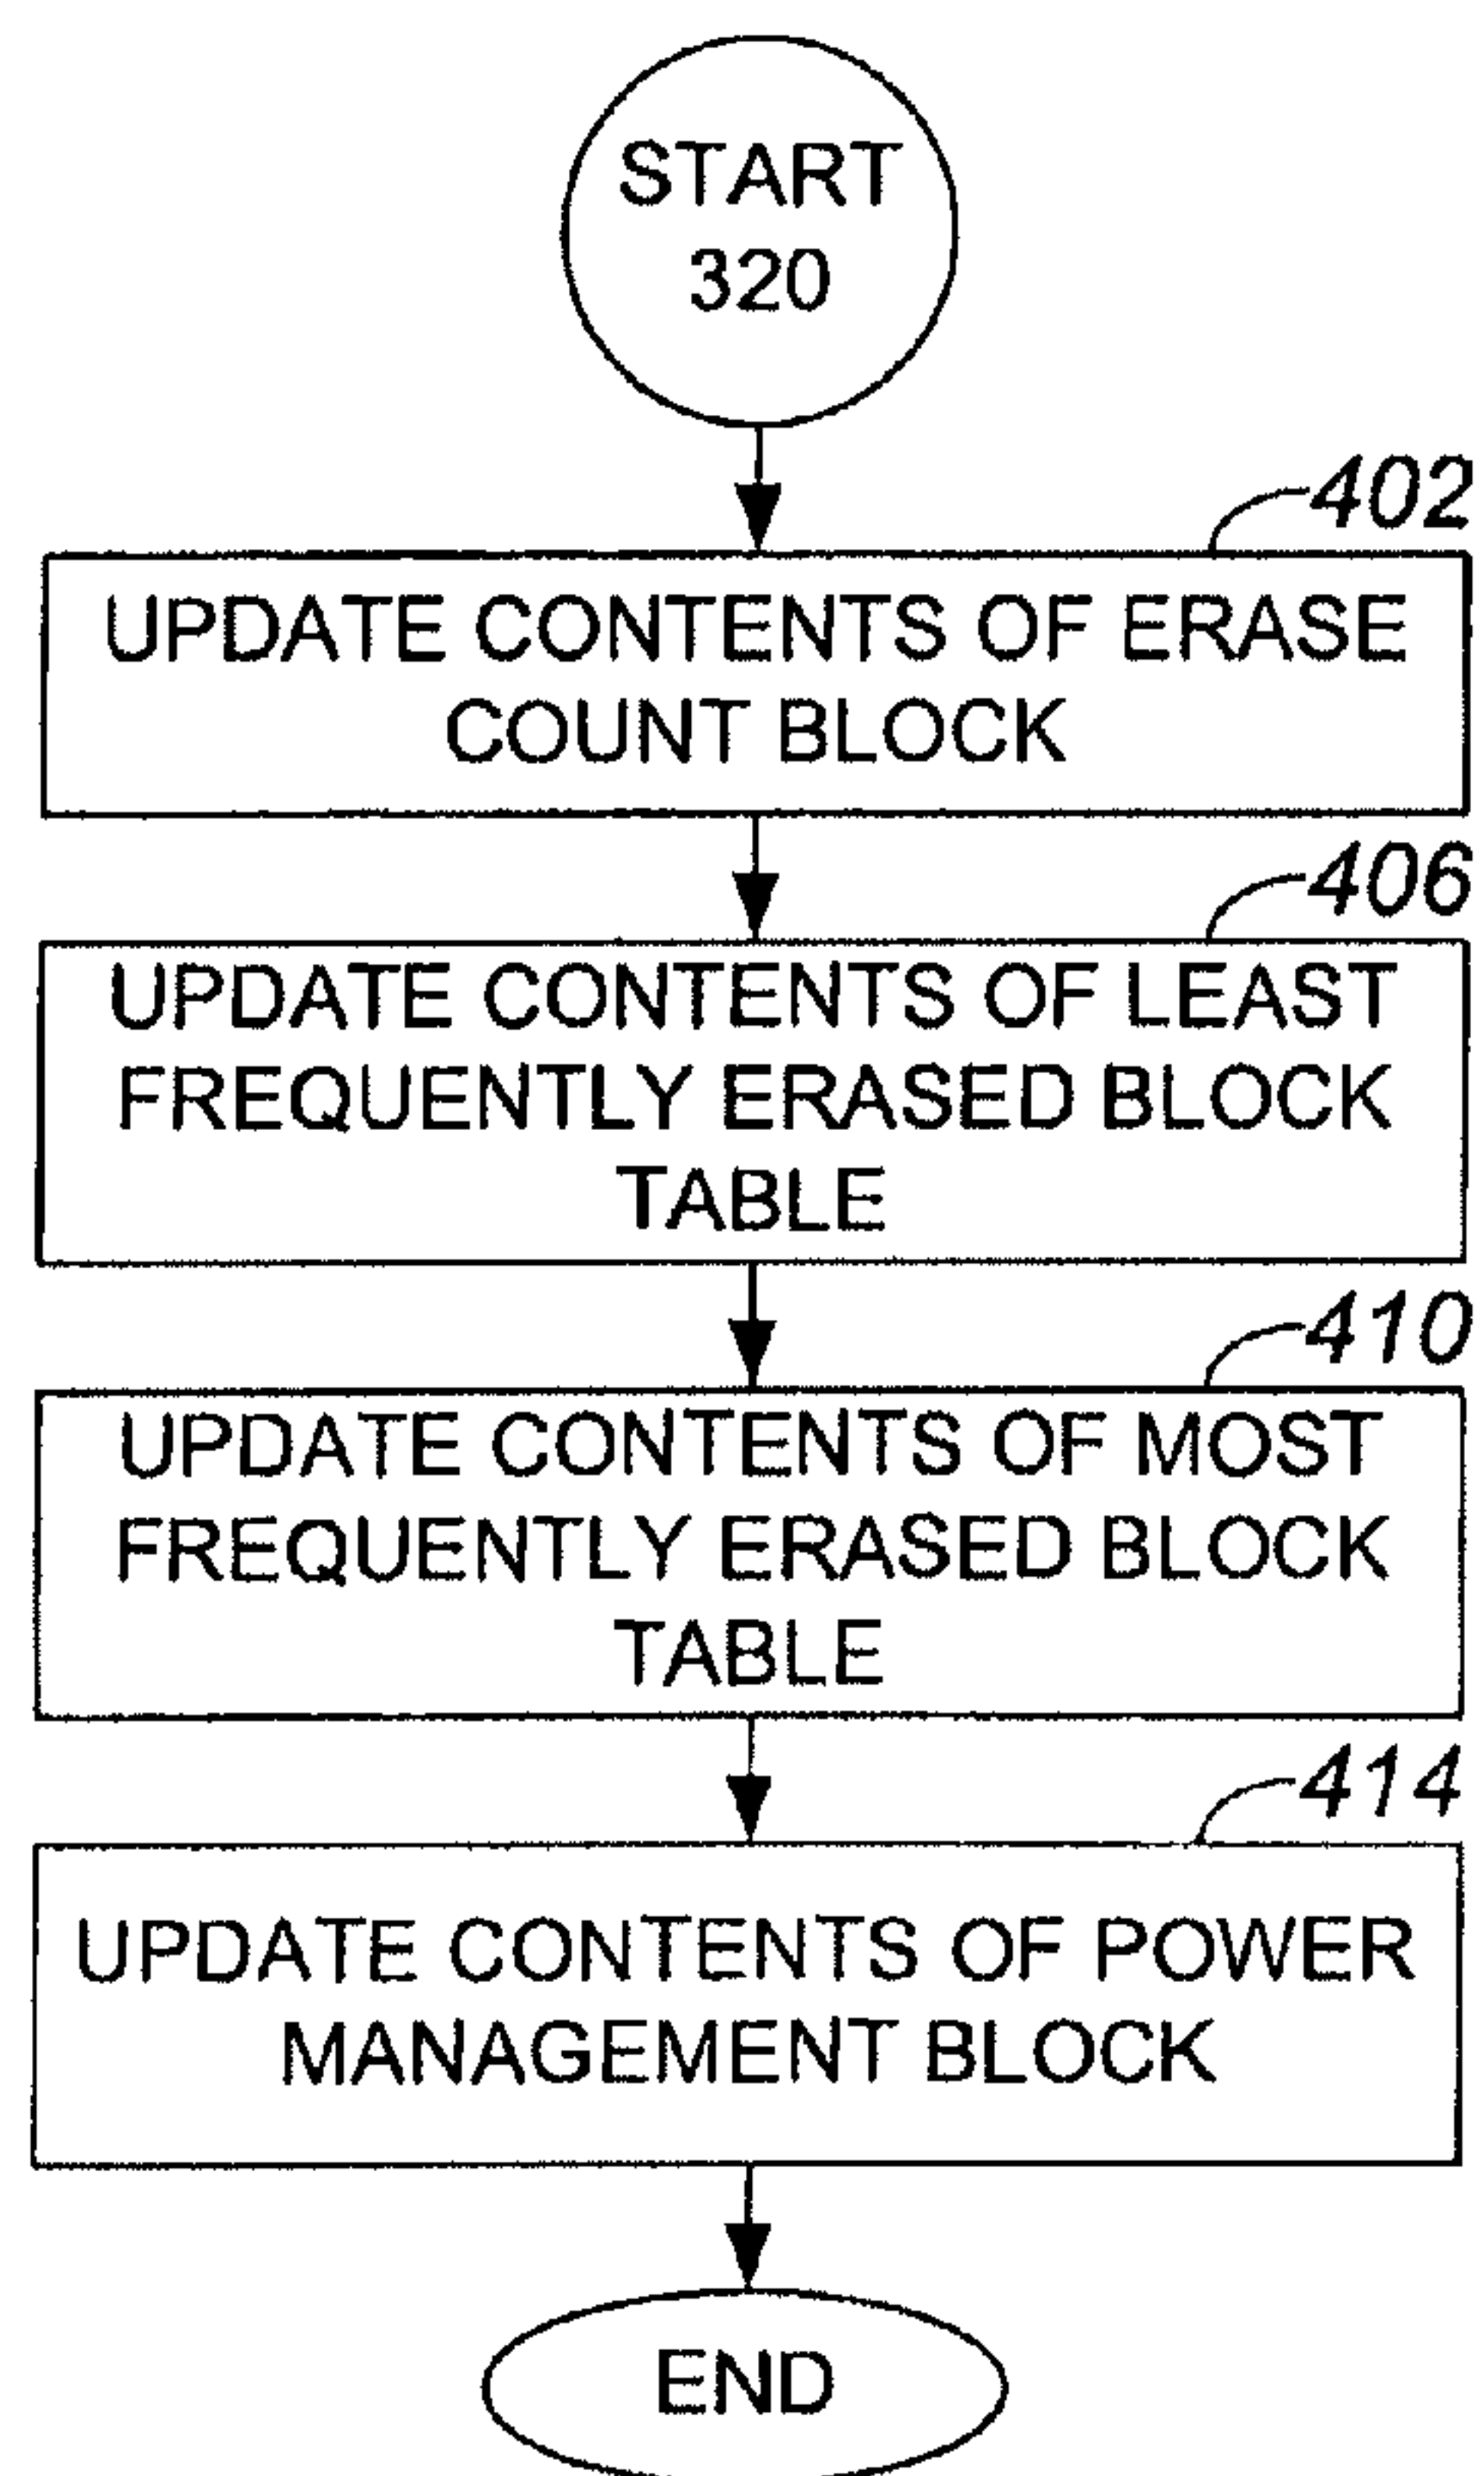 START
320
402
UPDATE CONTENTS OF ERASE
COUNT BLOCK
406
UPDATE CONTENTS OF LEAST
FREQUENTLY ERASED BLOCK
TABLE
410
UPDATE CONTENTS OF MOST
FREQUENTLY ERASED BLOCK
TABLE
414
UPDATE CONTENTS OF POWER
MANAGEMENT BLOCK
END